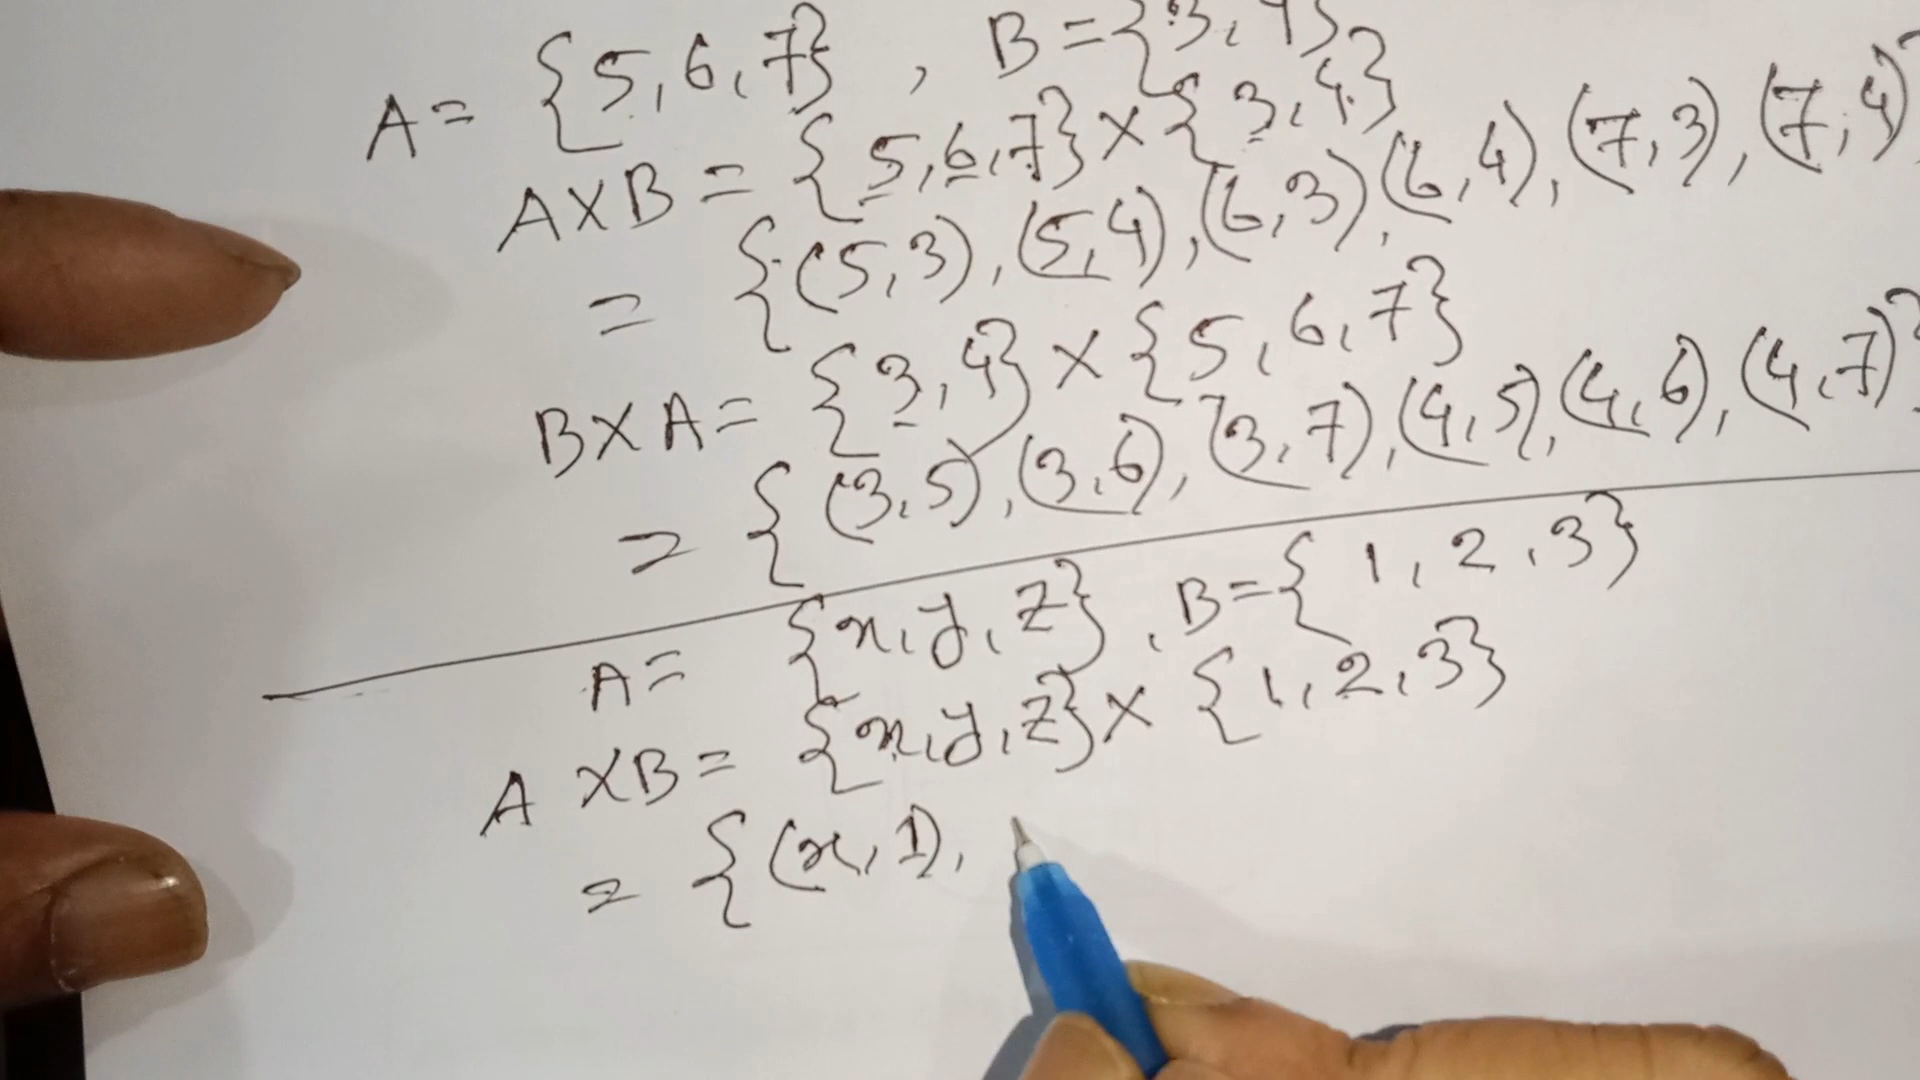 A = {5, 6, 7} , B = {3, 4}
A X B = {5, 6, 7} X {3, 4}
= {(5, 3), (5, 4), (6, 3), (6, 4), (7, 3), (7, 4)}
B X A = {3, 4} X {5, 6, 7}
= {(3, 5), (3, 6), (3, 7), (4, 5), (4, 6), (4, 7)}
A = {x, y, z} , B = {1, 2, 3}
A X B = {x, y, z} X {1, 2, 3}
= {(x, 1),